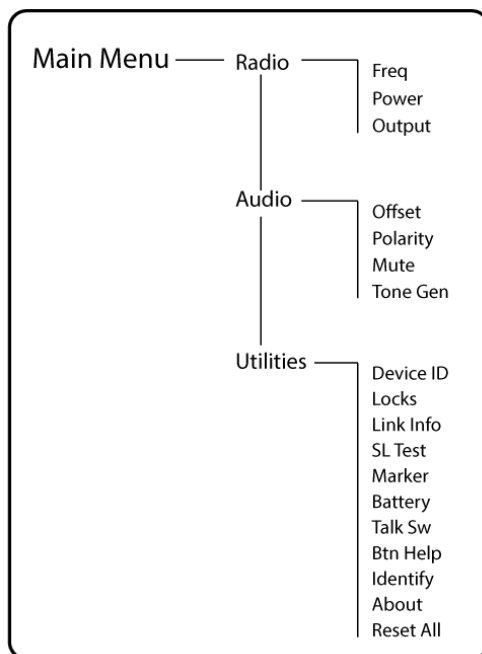 Main Menu
Radio
Freq
Power
Output
Audio
Offset
Polarity
Mute
Tone Gen
Utilities
Device ID
Locks
Link Info
SL Test
Marker
Battery
Talk Sw
Btn Help
Identify
About
Reset All